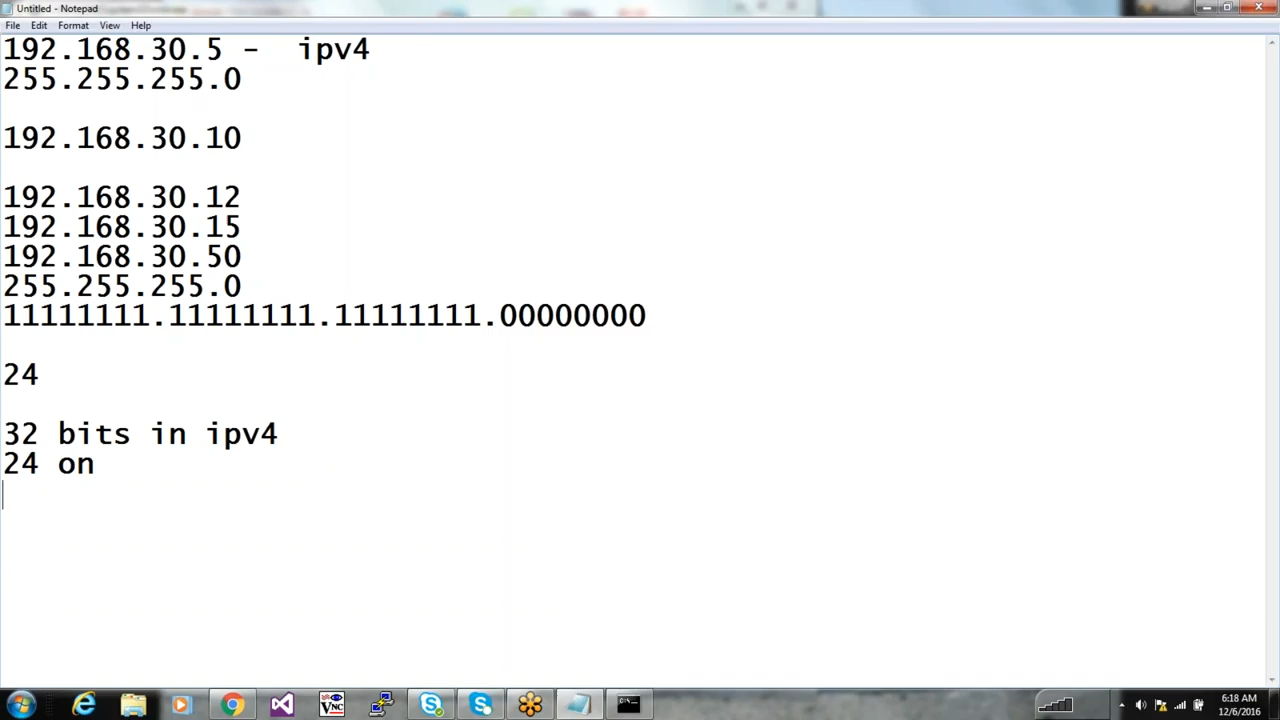 Untitled - Notepad
File Edit Format View Help
192.168.30.5 -  ipv4
255.255.255.0
192.168.30.10
192.168.30.12
192.168.30.15
192.168.30.50
255.255.255.0
11111111.11111111.11111111.00000000
24
32 bits in ipv4
24 on
VNC
6:18 AM
12/6/2016